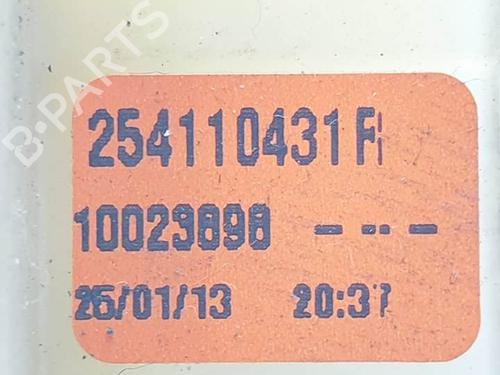 B-PARTS
254110431R
10023898 - -- -
25/01/13 20:37